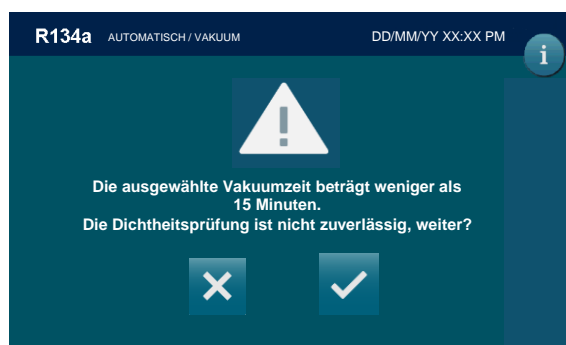 R134a AUTOMATISCH / VAKUUM DD/MM/YY XX:XX PM
i
Die ausgewählte Vakuumzeit beträgt weniger als
15 Minuten.
Die Dichtheitsprüfung ist nicht zuverlässig, weiter?